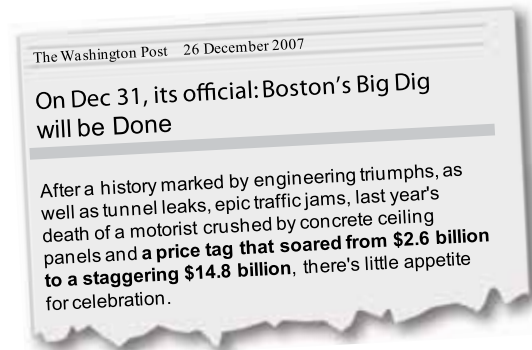 The Washington Post 26 December 2007
On Dec 31, its official: Boston's Big Dig
will be Done
After a history marked by engineering triumphs, as
well as tunnel leaks, epic traffic jams, last year's
death of a motorist crushed by concrete ceiling
panels and a price tag that soared from $2.6 billion
to a staggering $14.8 billion, there's little appetite
for celebration.